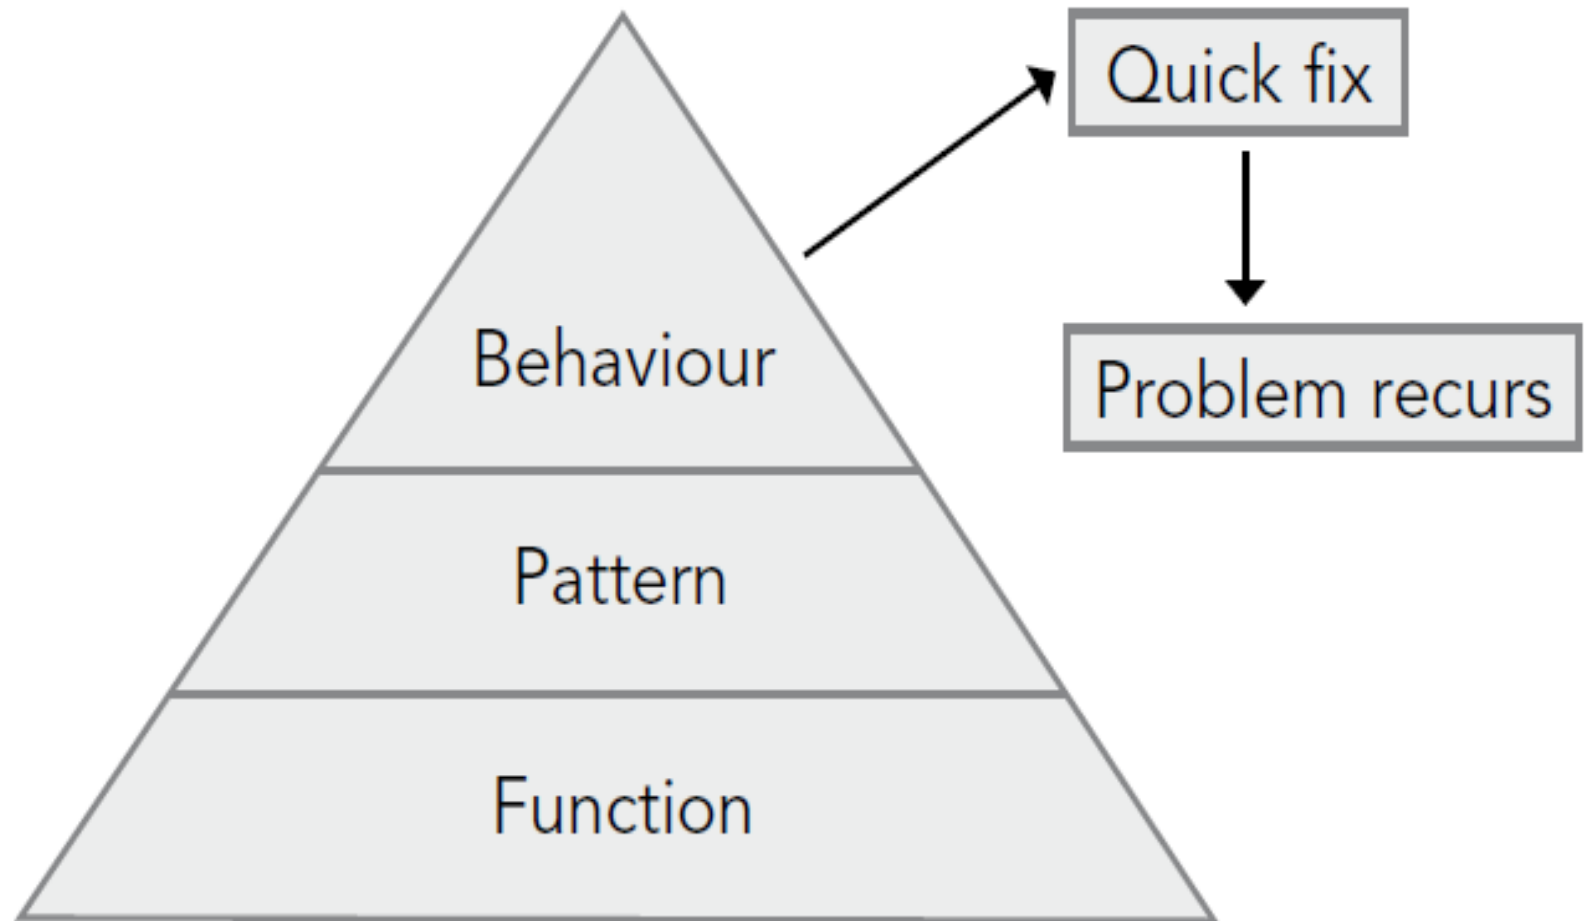 Quick fix
Problem recurs
Behaviour
Pattern
Function